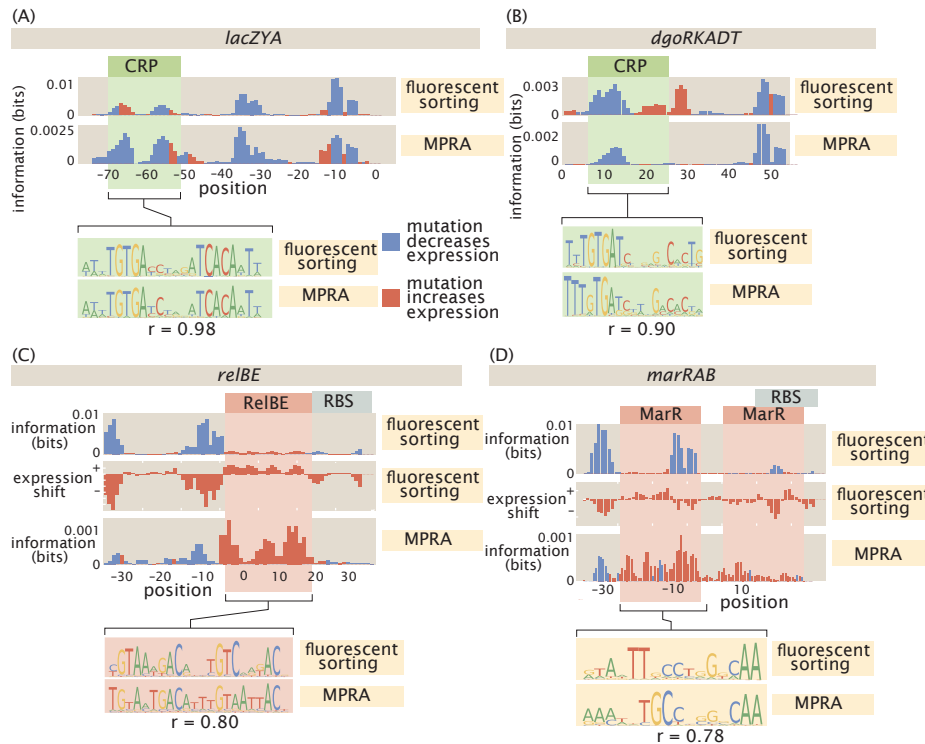 (A)
lacZYA
CRP
0.01
0
fluorescent
sorting
0.0025
0
MPRA
information (bits)
-70 -60 -50 -40 -30 -20 -10 0
position
fluorescent
sorting
MPRA
r = 0.98
mutation
decreases
expression
mutation
increases
expression
(B)
dgoRKADT
CRP
0.003
0
fluorescent
sorting
0.002
0
MPRA
information (bits)
0 10 20 30 40 50
fluorescent
sorting
MPRA
r = 0.90
(C)
relBE
RelBE
RBS
information
(bits)
0.01
0
fluorescent
sorting
expression
shift
+
-
fluorescent
sorting
information
(bits)
0.001
0
MPRA
-30 -20 -10 0 10 20 30
position
fluorescent
sorting
MPRA
r = 0.80
(D)
marRAB
RBS
MarR
MarR
information
(bits)
0.01
0
fluorescent
sorting
expression
shift
+
-
fluorescent
sorting
information
(bits)
0.001
0
MPRA
-30 -10 10
position
fluorescent
sorting
MPRA
r = 0.78